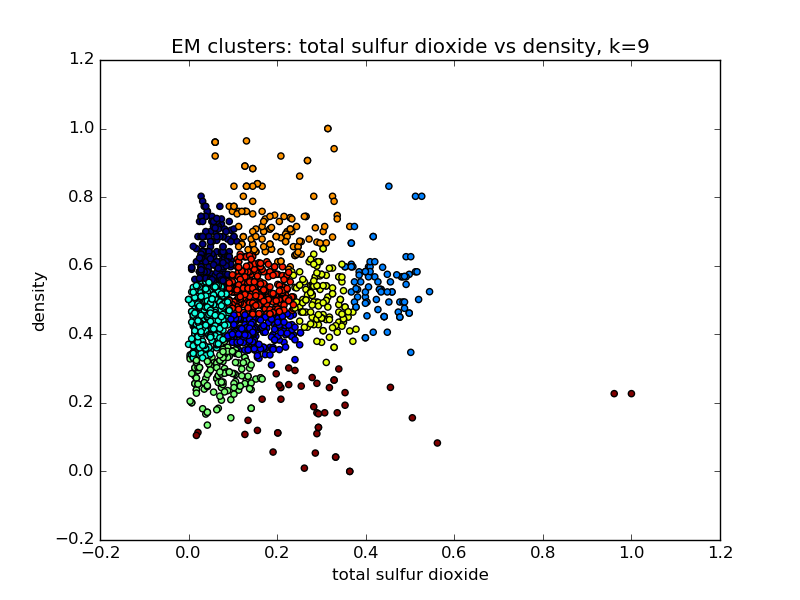 EM clusters: total sulfur dioxide vs density, k=9
1.2
1.0
0.8
0.6
0.4
0.2
0.0
−0.2
density
−0.2 0.0 0.2 0.4 0.6 0.8 1.0 1.2
total sulfur dioxide